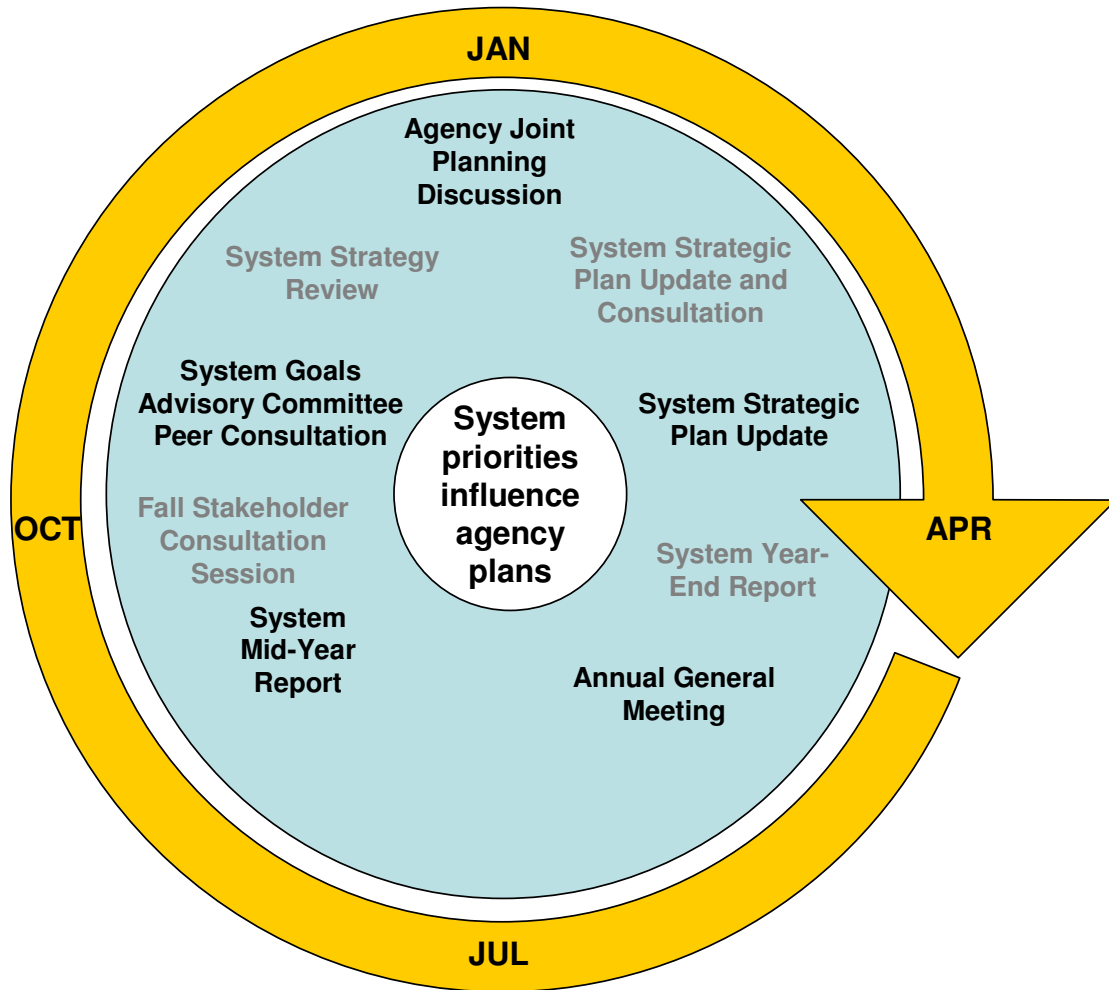 JAN
Agency Joint
Planning
Discussion
System Strategy
Review
System Strategic
Plan Update and
Consultation
System Goals
Advisory Committee
Peer Consultation
System
priorities
influence
agency
plans
System Strategic
Plan Update
OCT
Fall Stakeholder
Consultation
Session
APR
System Year-
End Report
System
Mid-Year
Report
Annual General
Meeting
JUL